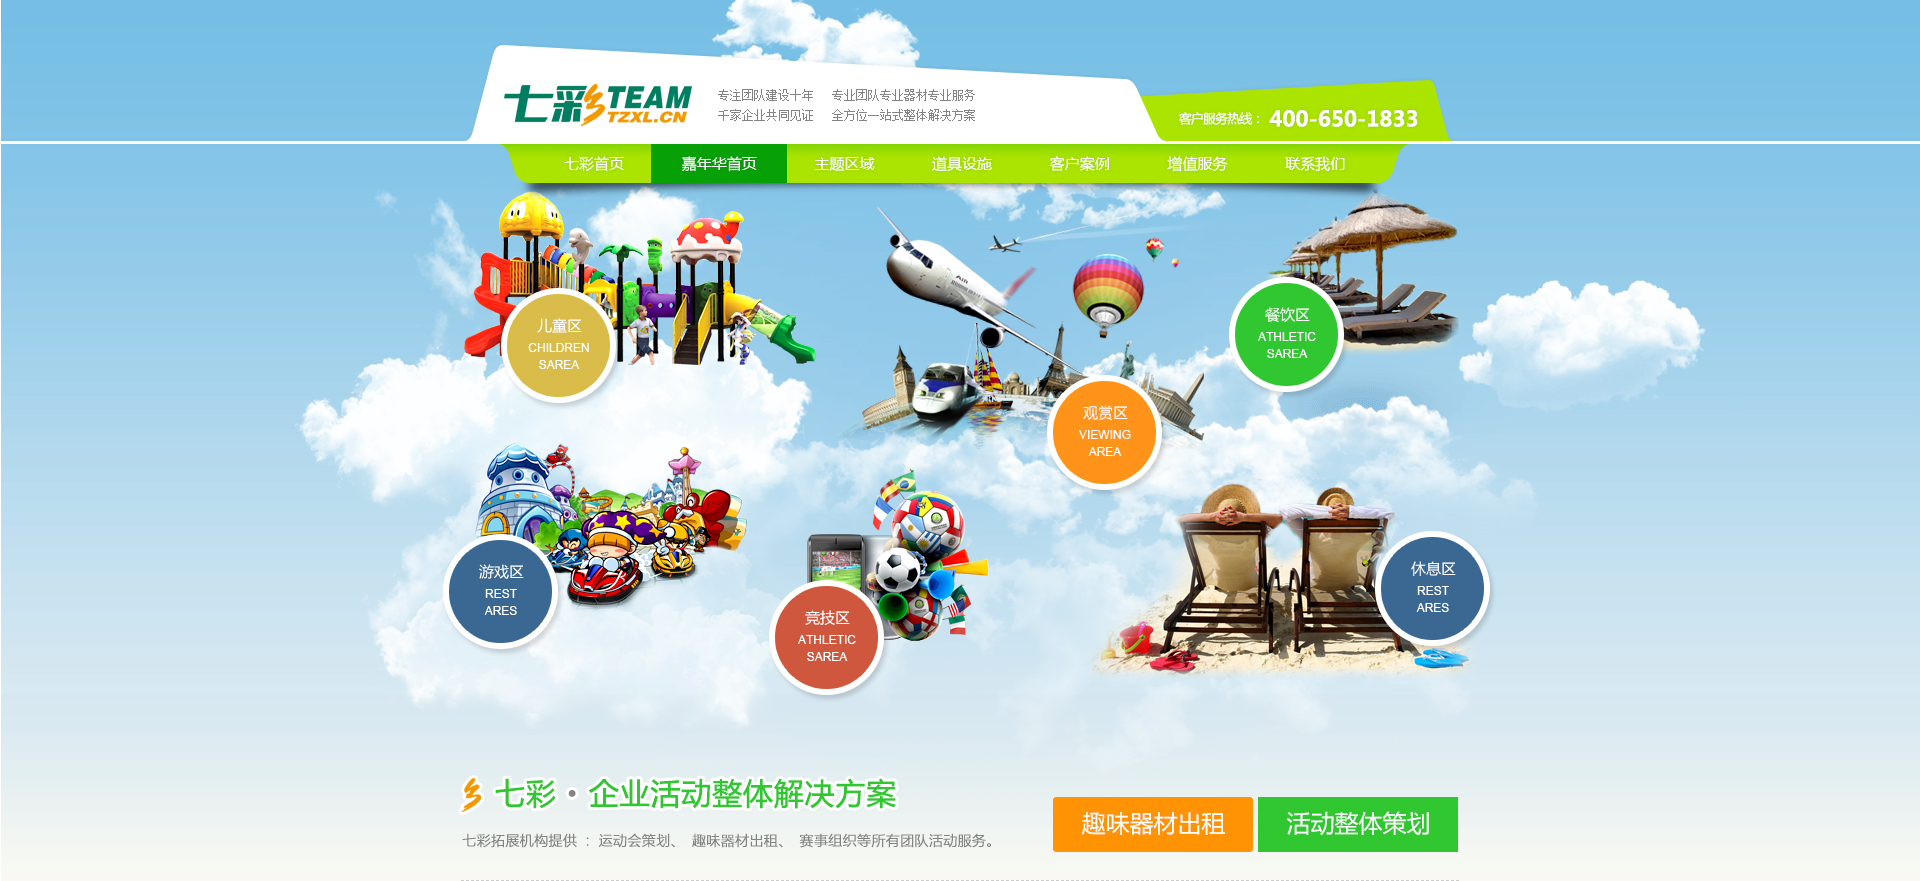 七彩TEAM
TZXL.CN
专注团队建设十年 专业团队专业器材专业服务
千家企业共同见证 全方位一站式整体解决方案
客户服务热线： 400-650-1833
七彩首页 嘉年华首页 主题区域 道具设施 客户案例 增值服务 联系我们
儿童区
CHILDREN
SAREA
餐饮区
ATHLETIC
SAREA
观赏区
VIEWING
AREA
游戏区
REST
ARES
竞技区
ATHLETIC
SAREA
休息区
REST
ARES
七彩·企业活动整体解决方案
七彩拓展机构提供 ：运动会策划、 趣味器材出租、 赛事组织等所有团队活动服务。
趣味器材出租 活动整体策划